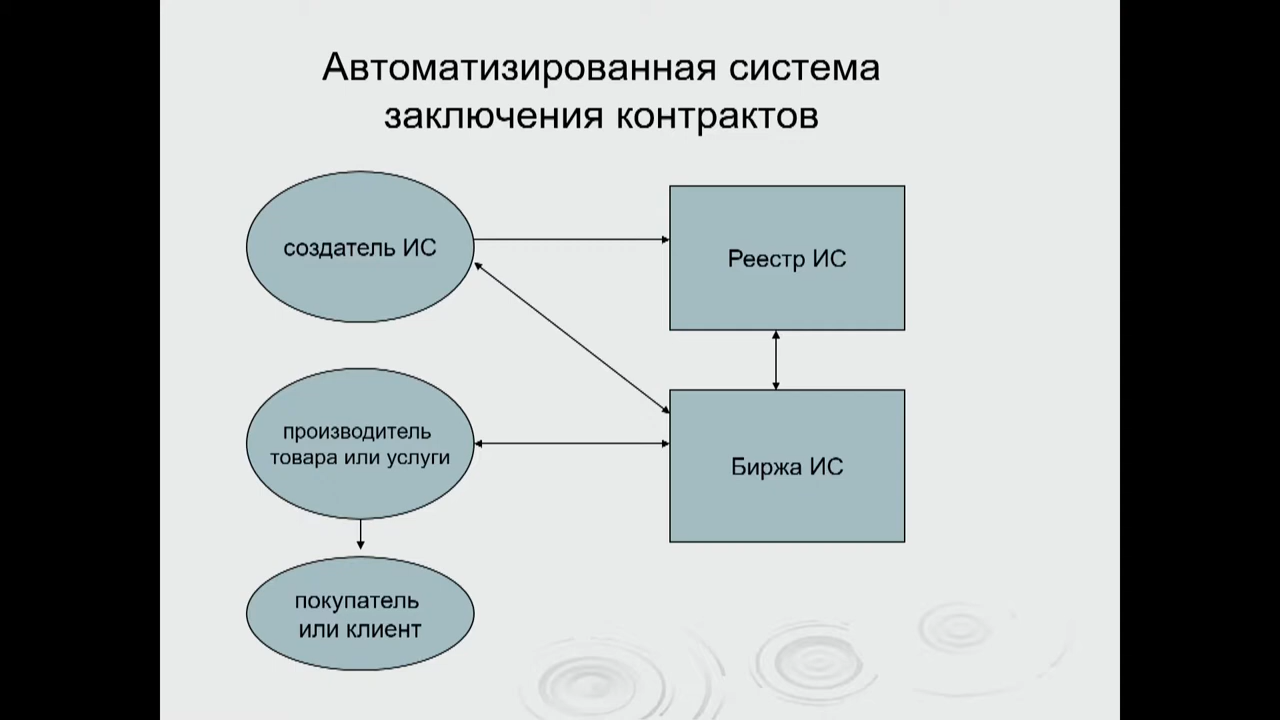 Автоматизированная система
заключения контрактов
создатель ИС
Реестр ИС
производитель
товара или услуги
Биржа ИС
покупатель
или клиент